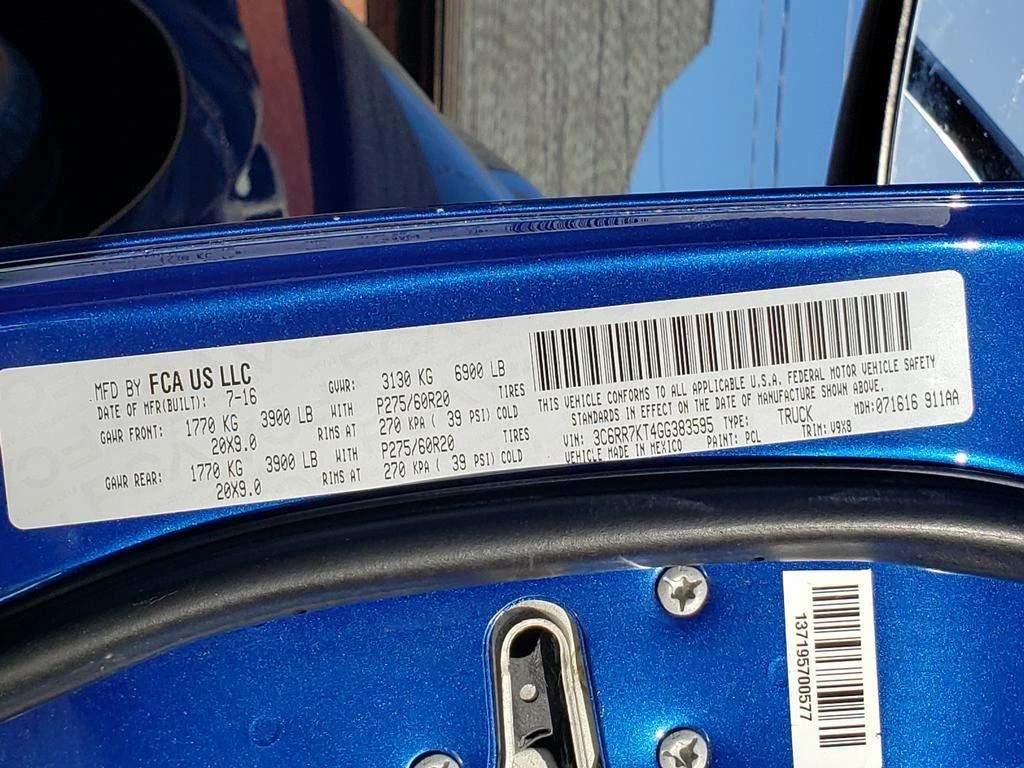 MFD BY FCA US LLC
DATE OF MFR(BUILT): 7-16 GVWR: 3130 KG 6900 LB
GAWR FRONT: 1770 KG 3900 LB WITH P275/60R20 TIRES
20X9.0 RIMS AT 270 KPA ( 39 PSI) COLD
GAWR REAR: 1770 KG 3900 LB WITH P275/60R20 TIRES
20X9.0 RIMS AT 270 KPA ( 39 PSI) COLD
THIS VEHICLE CONFORMS TO ALL APPLICABLE U.S.A. FEDERAL MOTOR VEHICLE SAFETY
STANDARDS IN EFFECT ON THE DATE OF MANUFACTURE SHOWN ABOVE.
VIN: 3C6RR7KT4GG383595 TYPE: TRUCK MDH:071616 911AA
VEHICLE MADE IN MEXICO PAINT: PCL TRIM: V9X8
137195700577